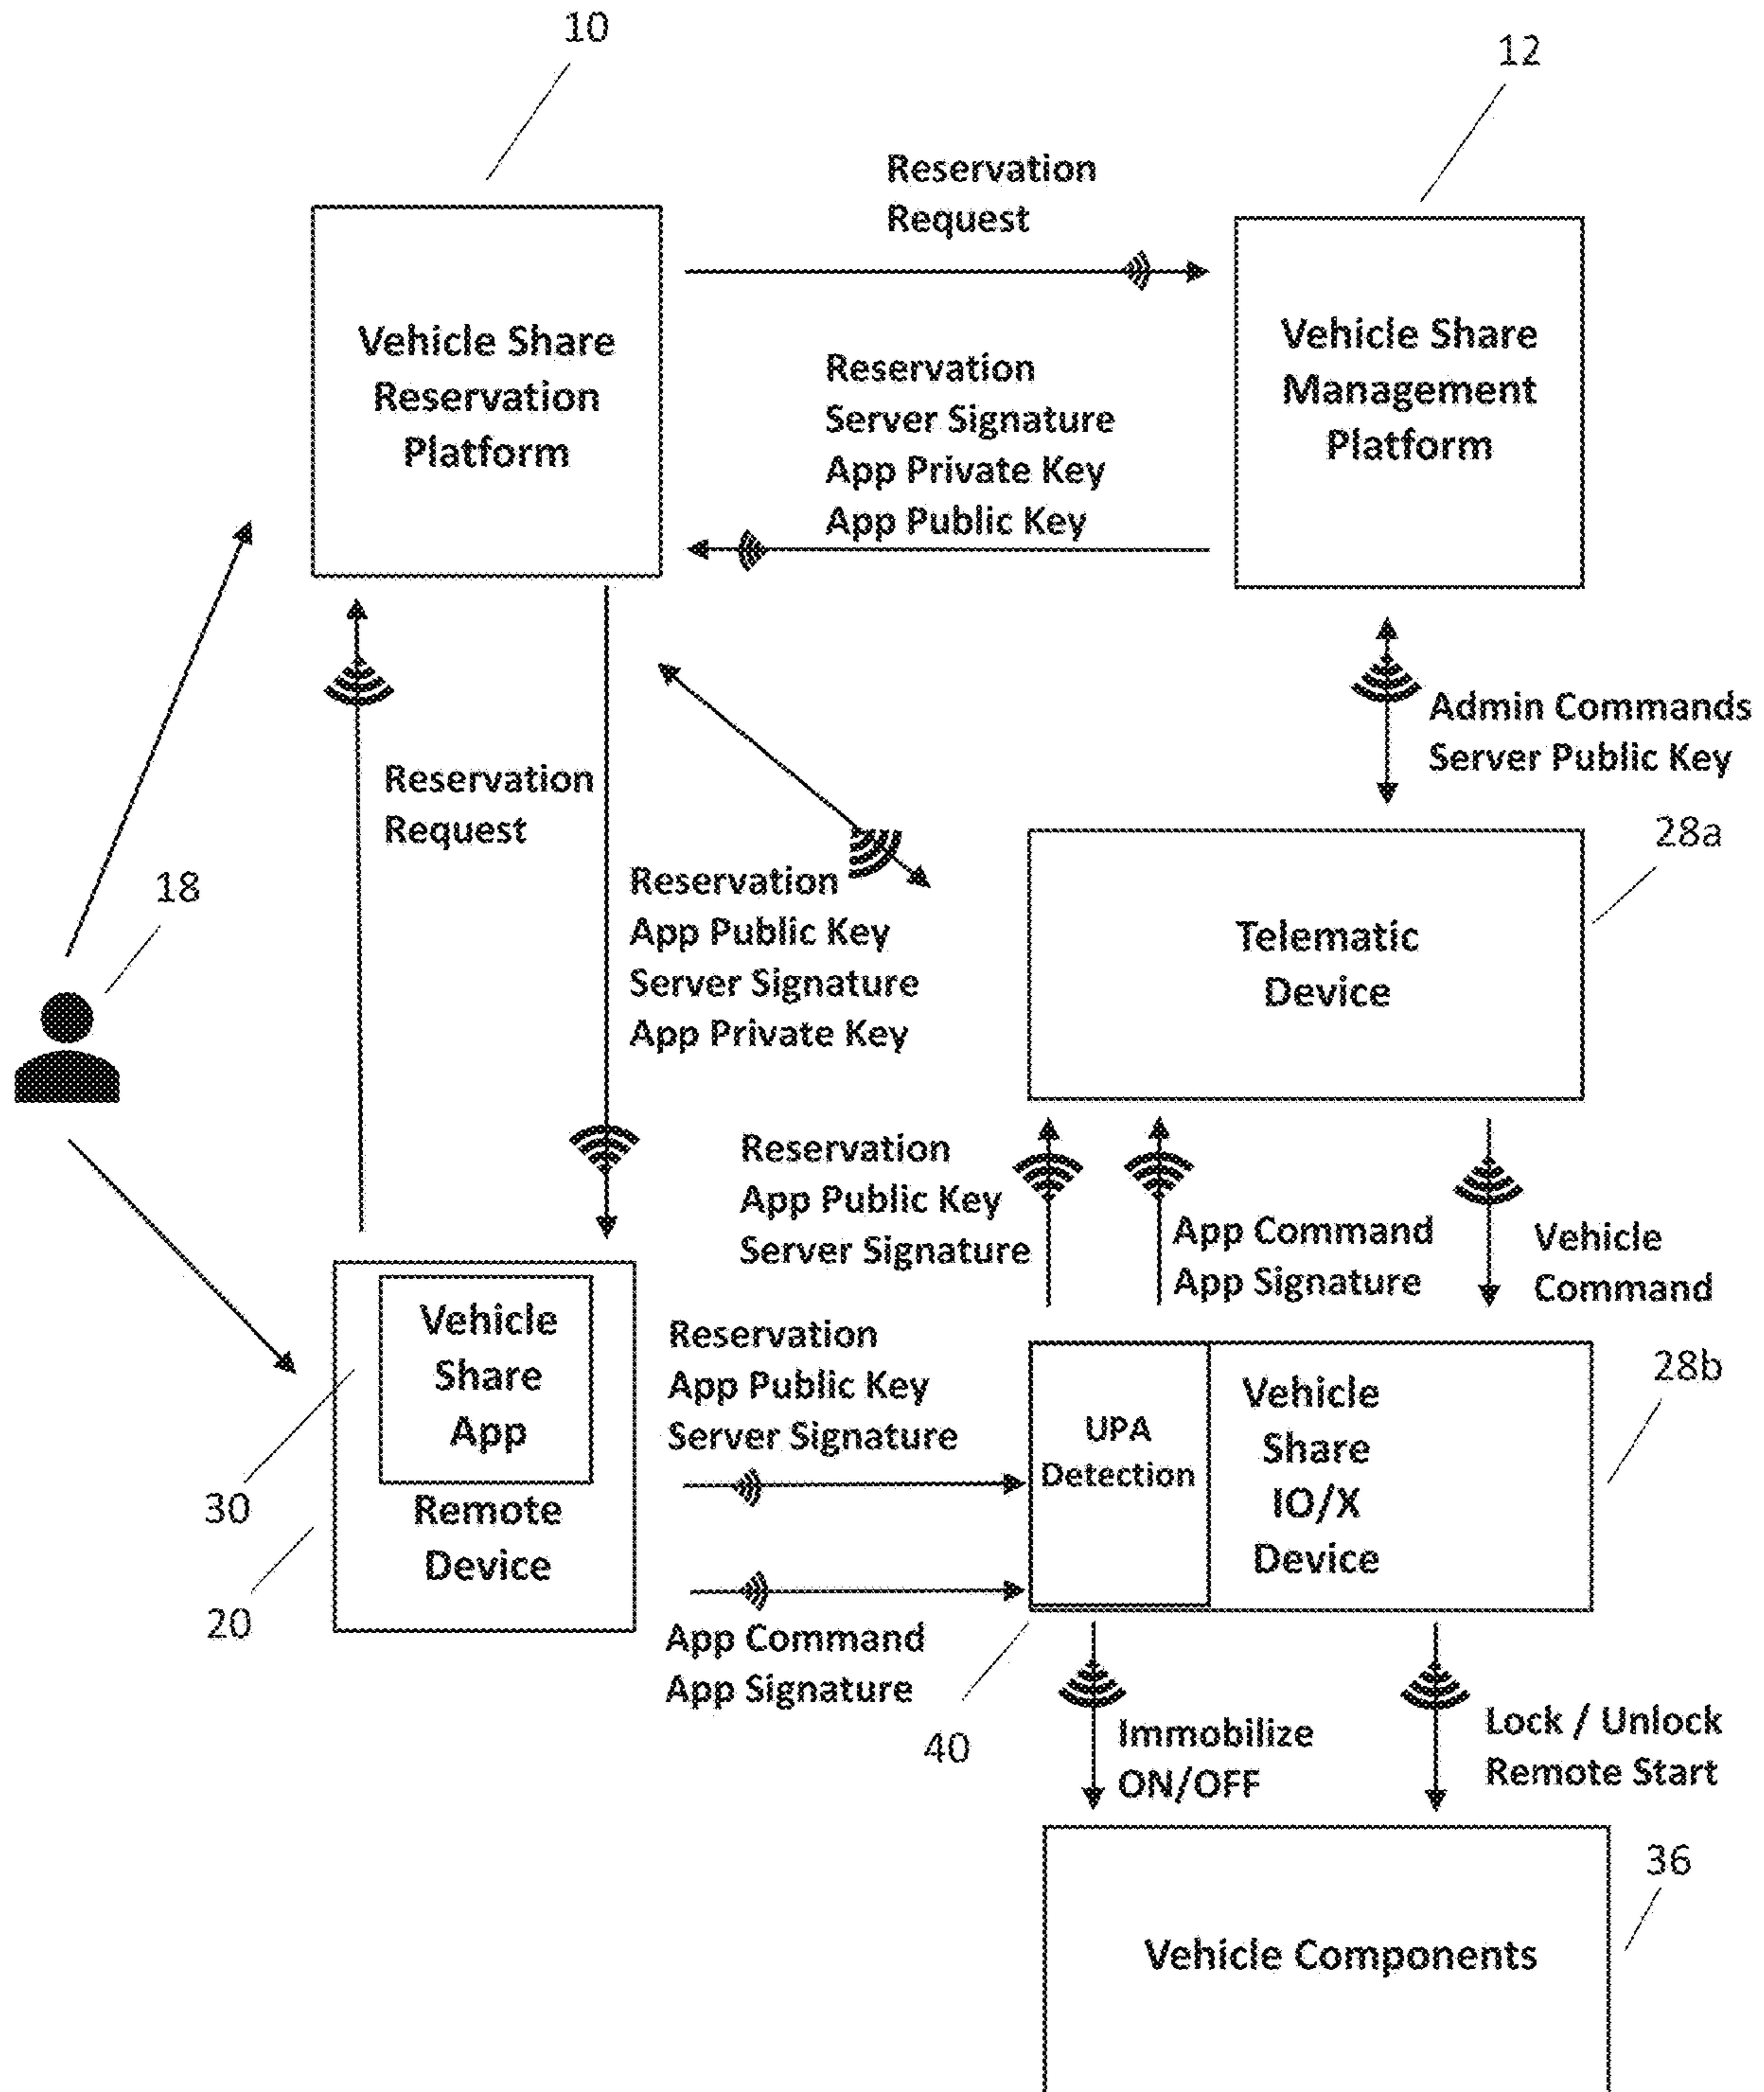 10
12
Reservation
Request
Vehicle Share
Reservation
Platform
Vehicle Share
Management
Platform
Reservation
Server Signature
App Private Key
App Public Key
Admin Commands
Server Public Key
Reservation
Request
28a
18
Reservation
App Public Key
Server Signature
App Private Key
Telematic
Device
Reservation
App Public Key
Server Signature
App Command
App Signature
Vehicle
Command
Vehicle
Share
App
Remote
Device
30
20
Reservation
App Public Key
Server Signature
App Command
App Signature
UPA
Detection
Vehicle
Share
IO/X
Device
28b
40
Immobilize
ON/OFF
Lock / Unlock
Remote Start
36
Vehicle Components